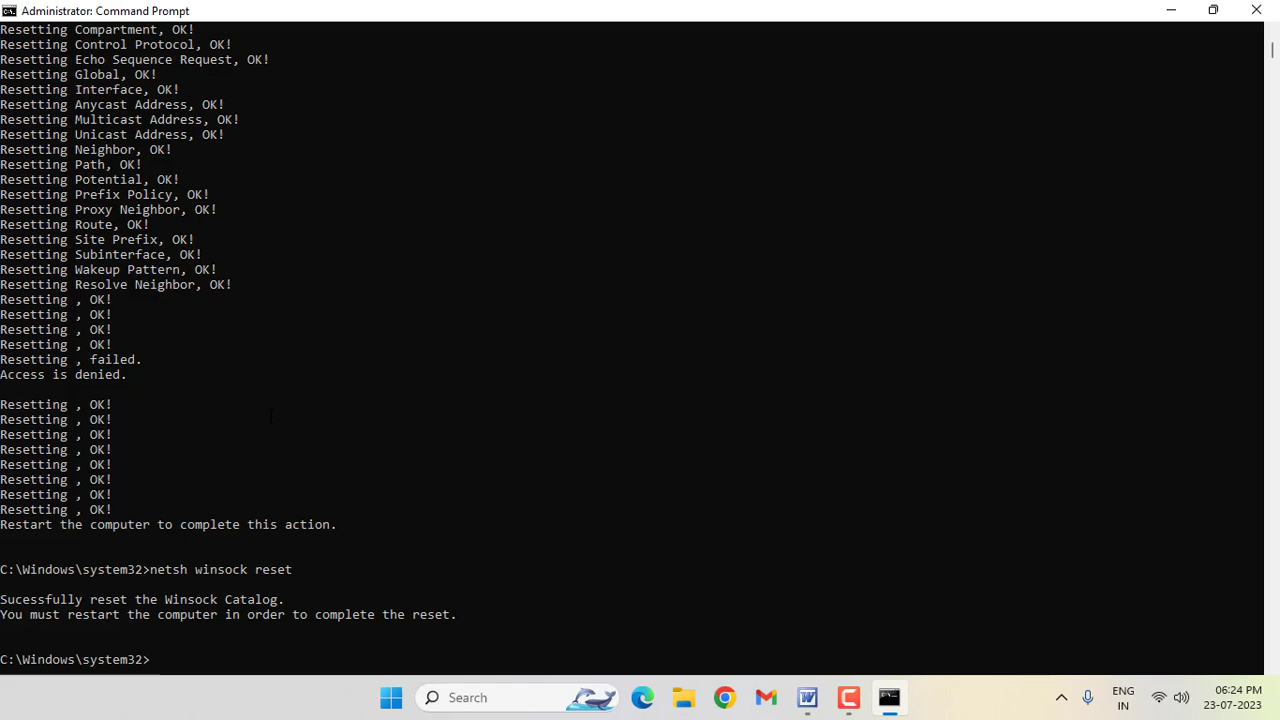 Administrator: Command Prompt
Resetting Compartment, OK!
Resetting Control Protocol, OK!
Resetting Echo Sequence Request, OK!
Resetting Global, OK!
Resetting Interface, OK!
Resetting Anycast Address, OK!
Resetting Multicast Address, OK!
Resetting Unicast Address, OK!
Resetting Neighbor, OK!
Resetting Path, OK!
Resetting Potential, OK!
Resetting Prefix Policy, OK!
Resetting Proxy Neighbor, OK!
Resetting Route, OK!
Resetting Site Prefix, OK!
Resetting Subinterface, OK!
Resetting Wakeup Pattern, OK!
Resetting Resolve Neighbor, OK!
Resetting , OK!
Resetting , OK!
Resetting , OK!
Resetting , OK!
Resetting , failed.
Access is denied.
Resetting , OK!
Resetting , OK!
Resetting , OK!
Resetting , OK!
Resetting , OK!
Resetting , OK!
Resetting , OK!
Resetting , OK!
Restart the computer to complete this action.
C:\Windows\system32>netsh winsock reset
Sucessfully reset the Winsock Catalog.
You must restart the computer in order to complete the reset.
C:\Windows\system32>
Search
ENG
IN
06:24 PM
23-07-2023